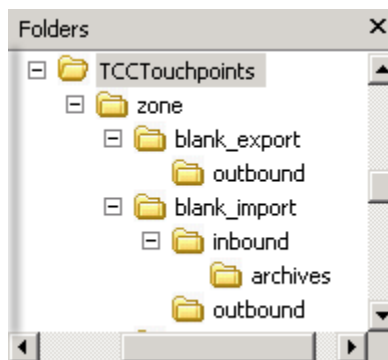 Folders
TCCTouchpoints
zone
blank_export
outbound
blank_import
inbound
archives
outbound